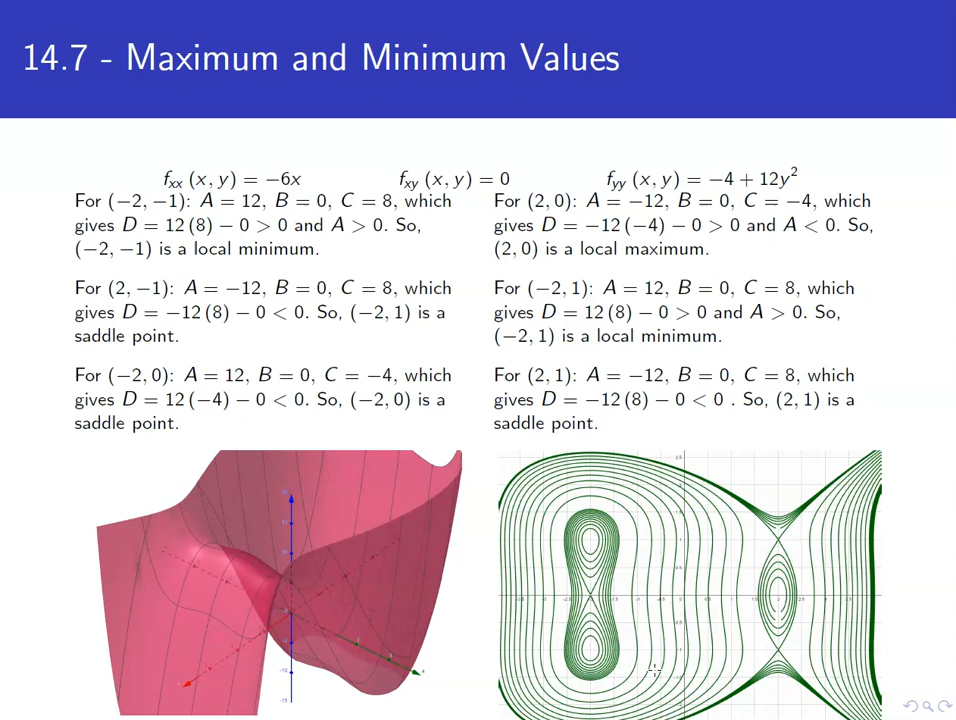 14.7 - Maximum and Minimum Values
fxx (x, y) = −6x fxy (x, y) = 0 fyy (x, y) = −4 + 12y²
For (−2, −1): A = 12, B = 0, C = 8, which
gives D = 12 (8) − 0 > 0 and A > 0. So,
(−2, −1) is a local minimum.
For (2, −1): A = −12, B = 0, C = 8, which
gives D = −12 (8) − 0 < 0. So, (−2, 1) is a
saddle point.
For (−2, 0): A = 12, B = 0, C = −4, which
gives D = 12 (−4) − 0 < 0. So, (−2, 0) is a
saddle point.
For (2, 0): A = −12, B = 0, C = −4, which
gives D = −12 (−4) − 0 > 0 and A < 0. So,
(2, 0) is a local maximum.
For (−2, 1): A = 12, B = 0, C = 8, which
gives D = 12 (8) − 0 > 0 and A > 0. So,
(−2, 1) is a local minimum.
For (2, 1): A = −12, B = 0, C = 8, which
gives D = −12 (8) − 0 < 0 . So, (2, 1) is a
saddle point.